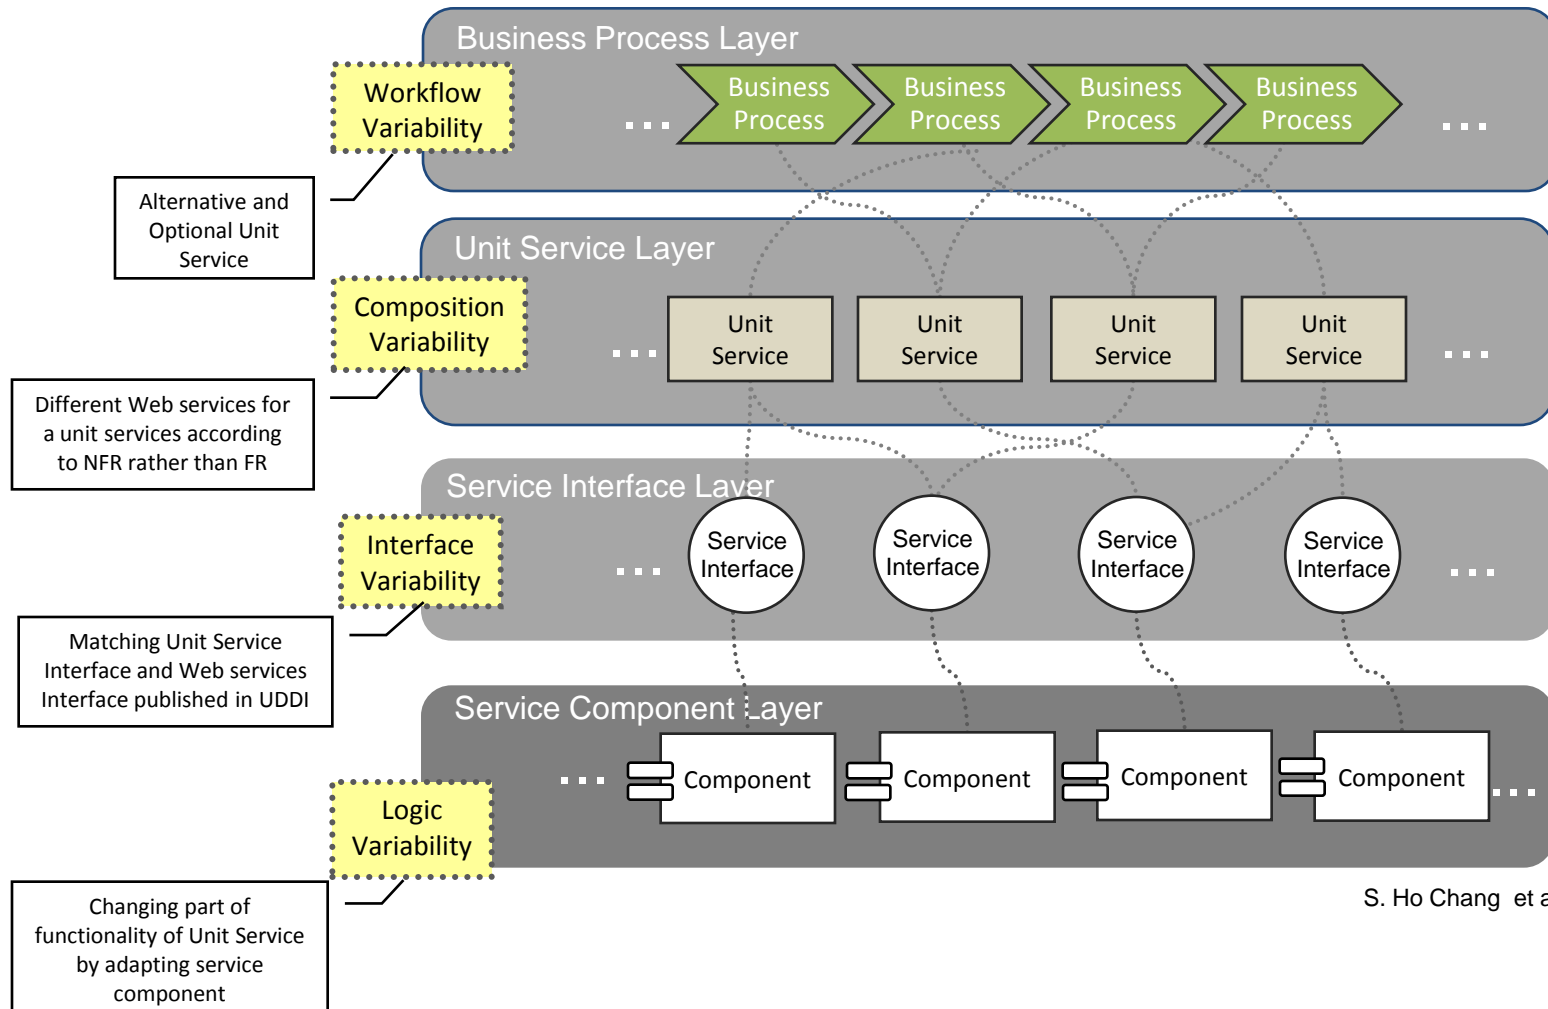 Business Process Layer
Workflow
Variability
Business
Process
Business
Process
Business
Process
Business
Process
Alternative and
Optional Unit
Service
Unit Service Layer
Composition
Variability
Unit
Service
Unit
Service
Unit
Service
Unit
Service
Different Web services for
a unit services according
to NFR rather than FR
Service Interface Layer
Interface
Variability
Service
Interface
Service
Interface
Service
Interface
Service
Interface
Matching Unit Service
Interface and Web services
Interface published in UDDI
Service Component Layer
Component
Component
Component
Component
Logic
Variability
Changing part of
functionality of Unit Service
by adapting service
component
S. Ho Chang et a